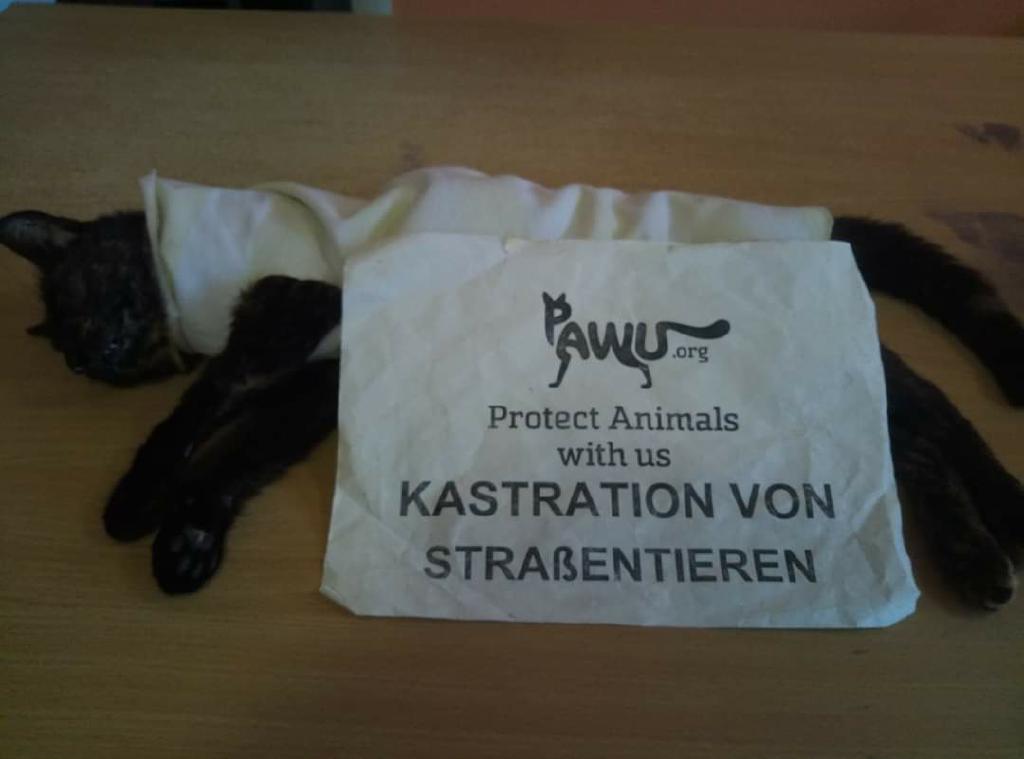 PAWU.org
Protect Animals
with us
KASTRATION VON
STRAßENTIEREN